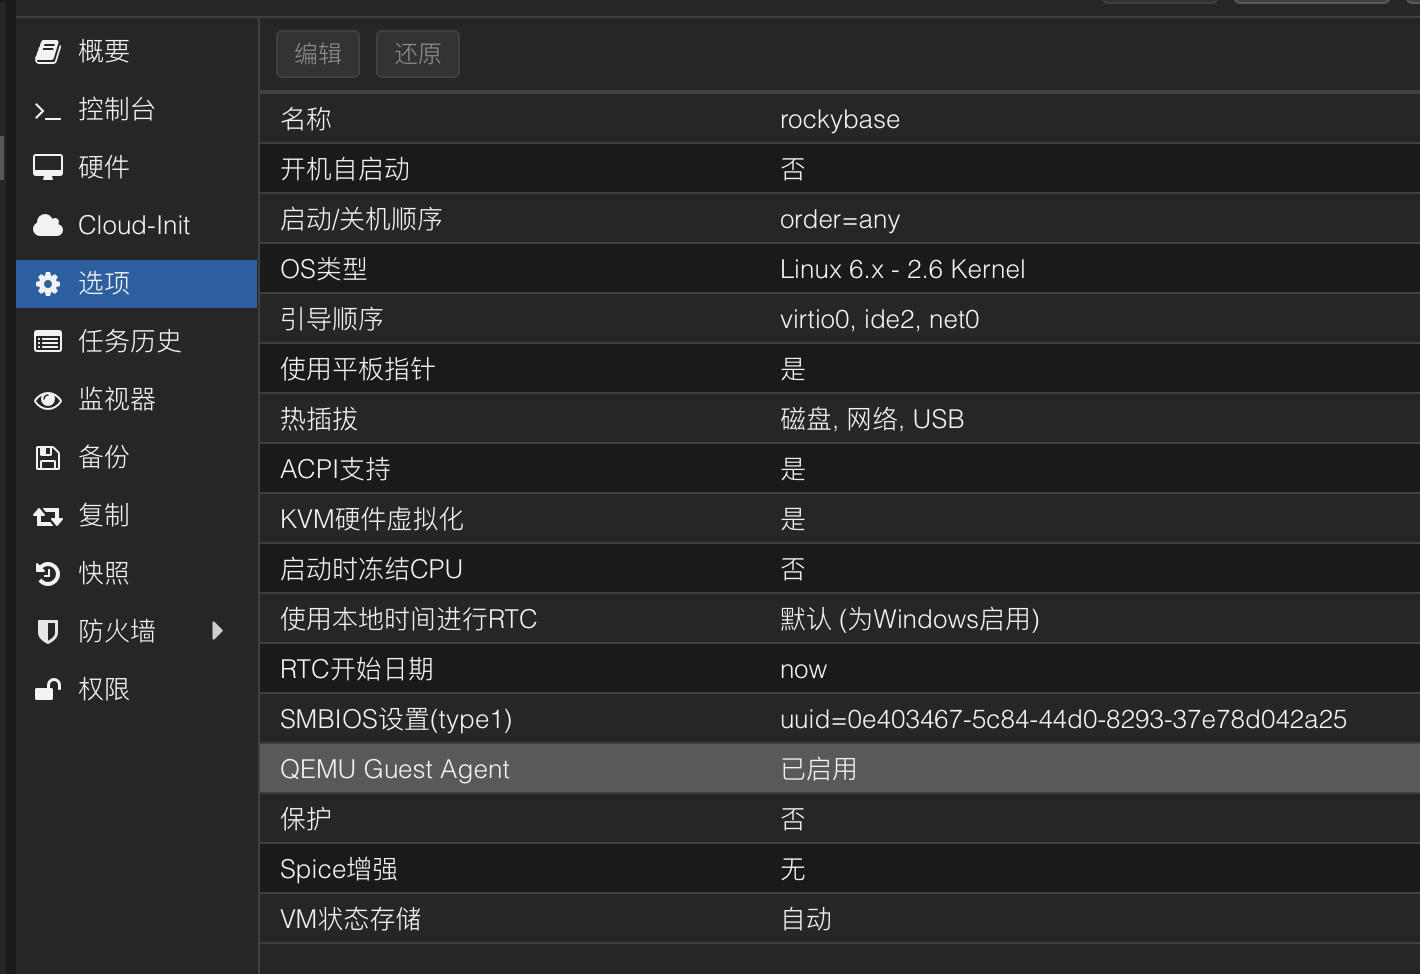 概要
控制台
硬件
Cloud-Init
选项
任务历史
监视器
备份
复制
快照
防火墙
权限
编辑 还原
名称 rockybase
开机自启动 否
启动/关机顺序 order=any
OS类型 Linux 6.x - 2.6 Kernel
引导顺序 virtio0, ide2, net0
使用平板指针 是
热插拔 磁盘, 网络, USB
ACPI支持 是
KVM硬件虚拟化 是
启动时冻结CPU 否
使用本地时间进行RTC 默认 (为Windows启用)
RTC开始日期 now
SMBIOS设置(type1) uuid=0e403467-5c84-44d0-8293-37e78d042a25
QEMU Guest Agent 已启用
保护 否
Spice增强 无
VM状态存储 自动